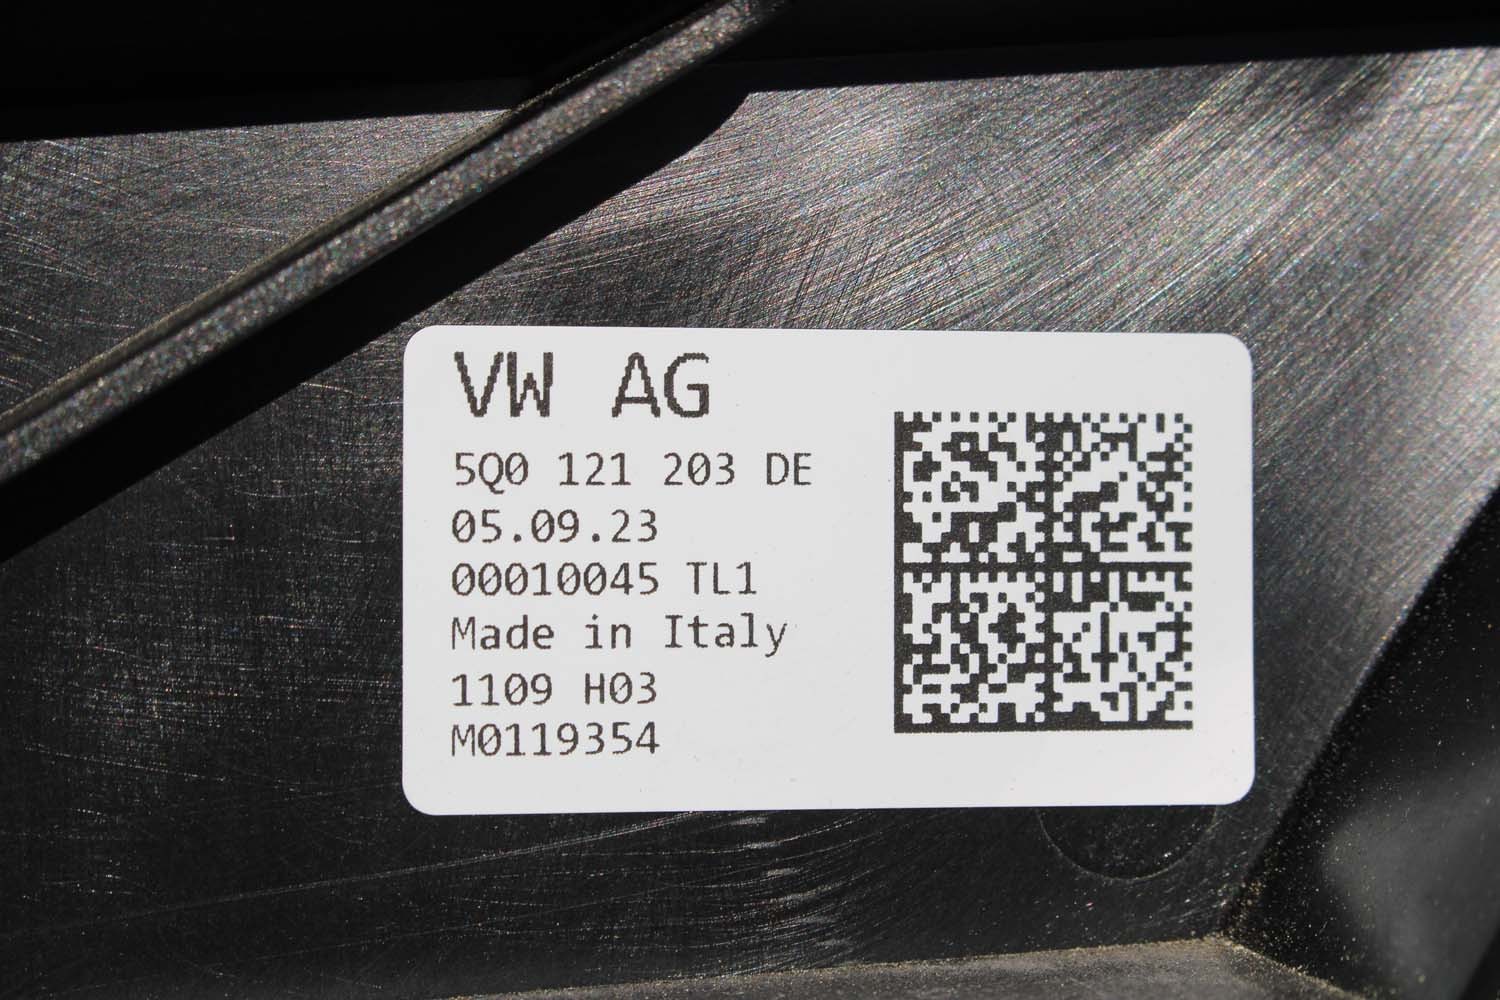 VW AG
5Q0 121 203 DE
05.09.23
00010045 TL1
Made in Italy
1109 H03
M0119354